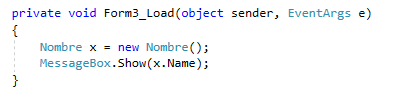 private void Form3_Load(object sender, EventArgs e)
{
    Nombre x = new Nombre();
    MessageBox.Show(x.Name);
}